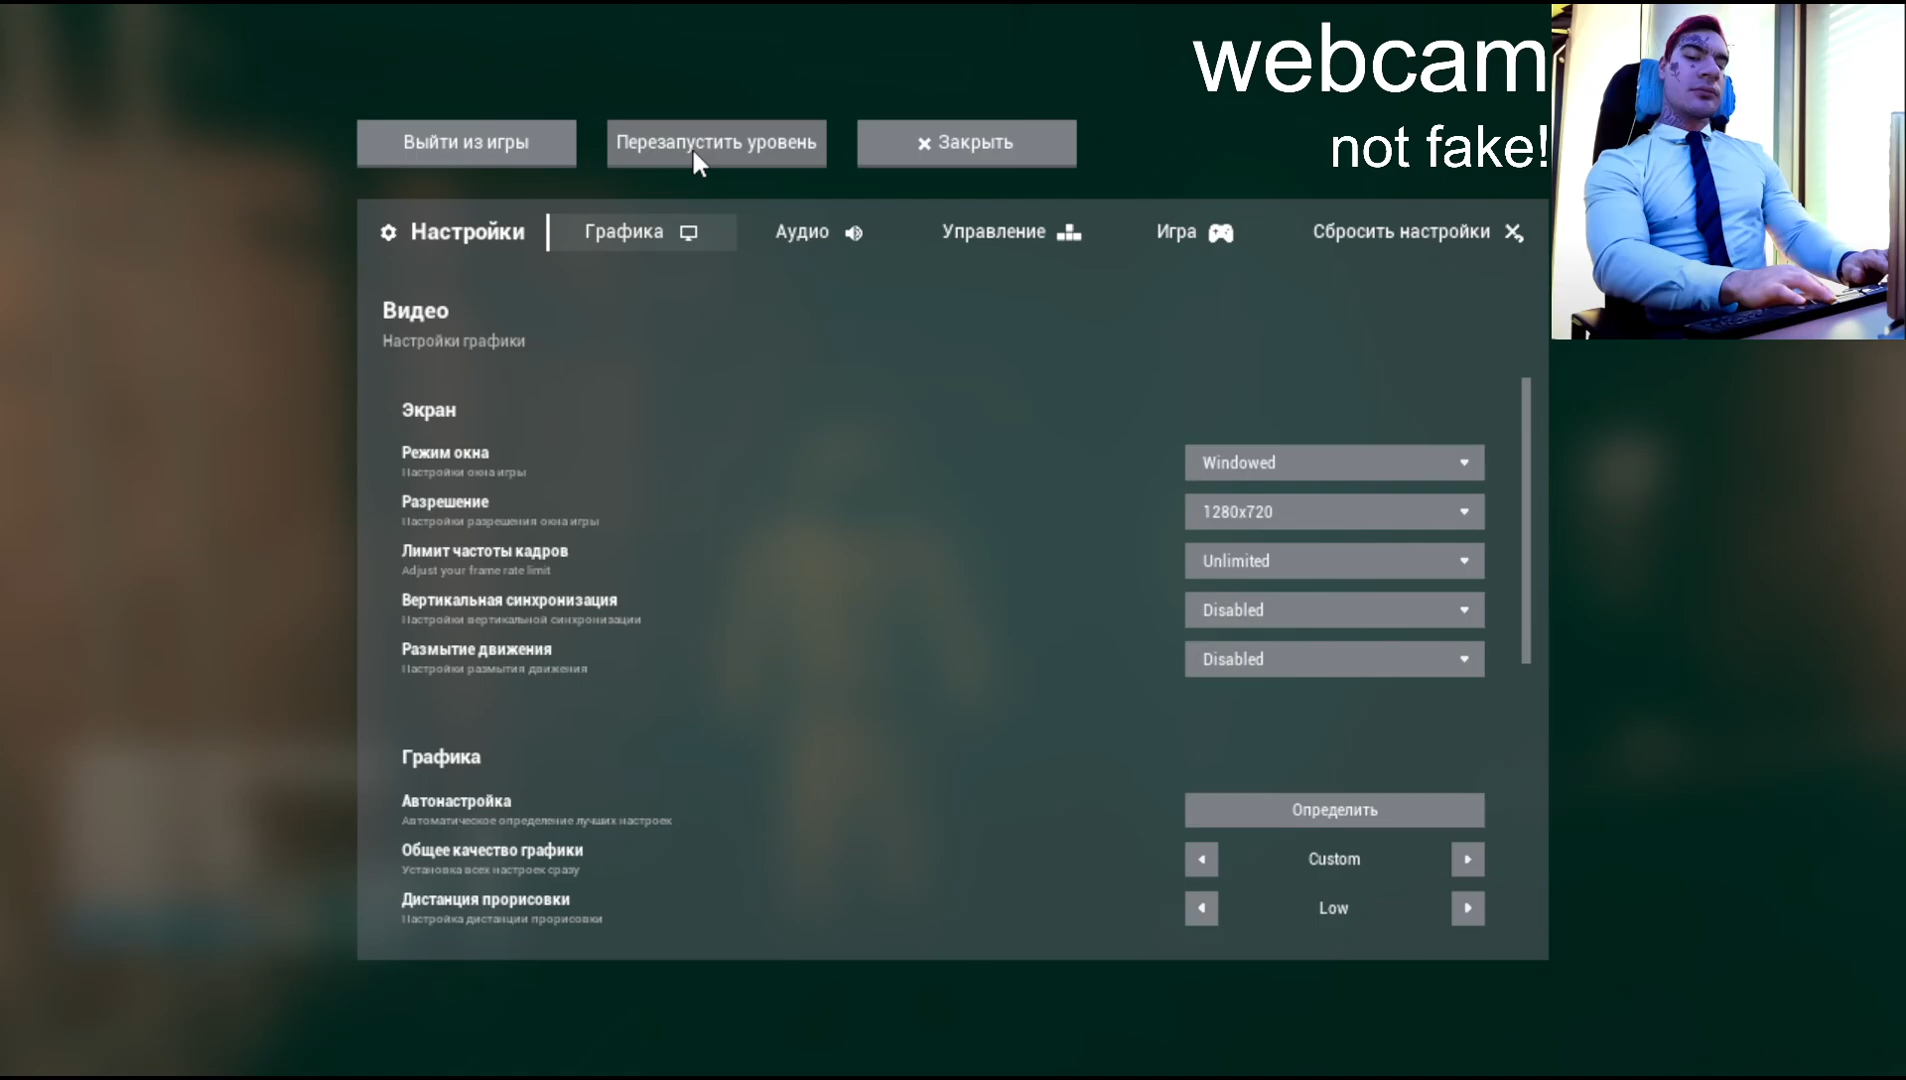 webcam
not fake!
Выйти из игры
Перезапустить уровень
Закрыть
Настройки
Графика
Аудио
Управление
Игра
Сбросить настройки
Видео
Настройки графики
Экран
Режим окна
Windowed
Настройки окна игры
Разрешение
1280x720
Настройки разрешения окна игры
Лимит частоты кадров
Unlimited
Adjust your frame rate limit
Вертикальная синхронизация
Disabled
Настройки вертикальной синхронизации
Размытие движения
Disabled
Настройки размытия движения
Графика
Автонастройка
Определить
Автоматическое определение лучших настроек
Общее качество графики
Custom
Установка всех настроек сразу
Дистанция прорисовки
Low
Настройка дистанции прорисовки